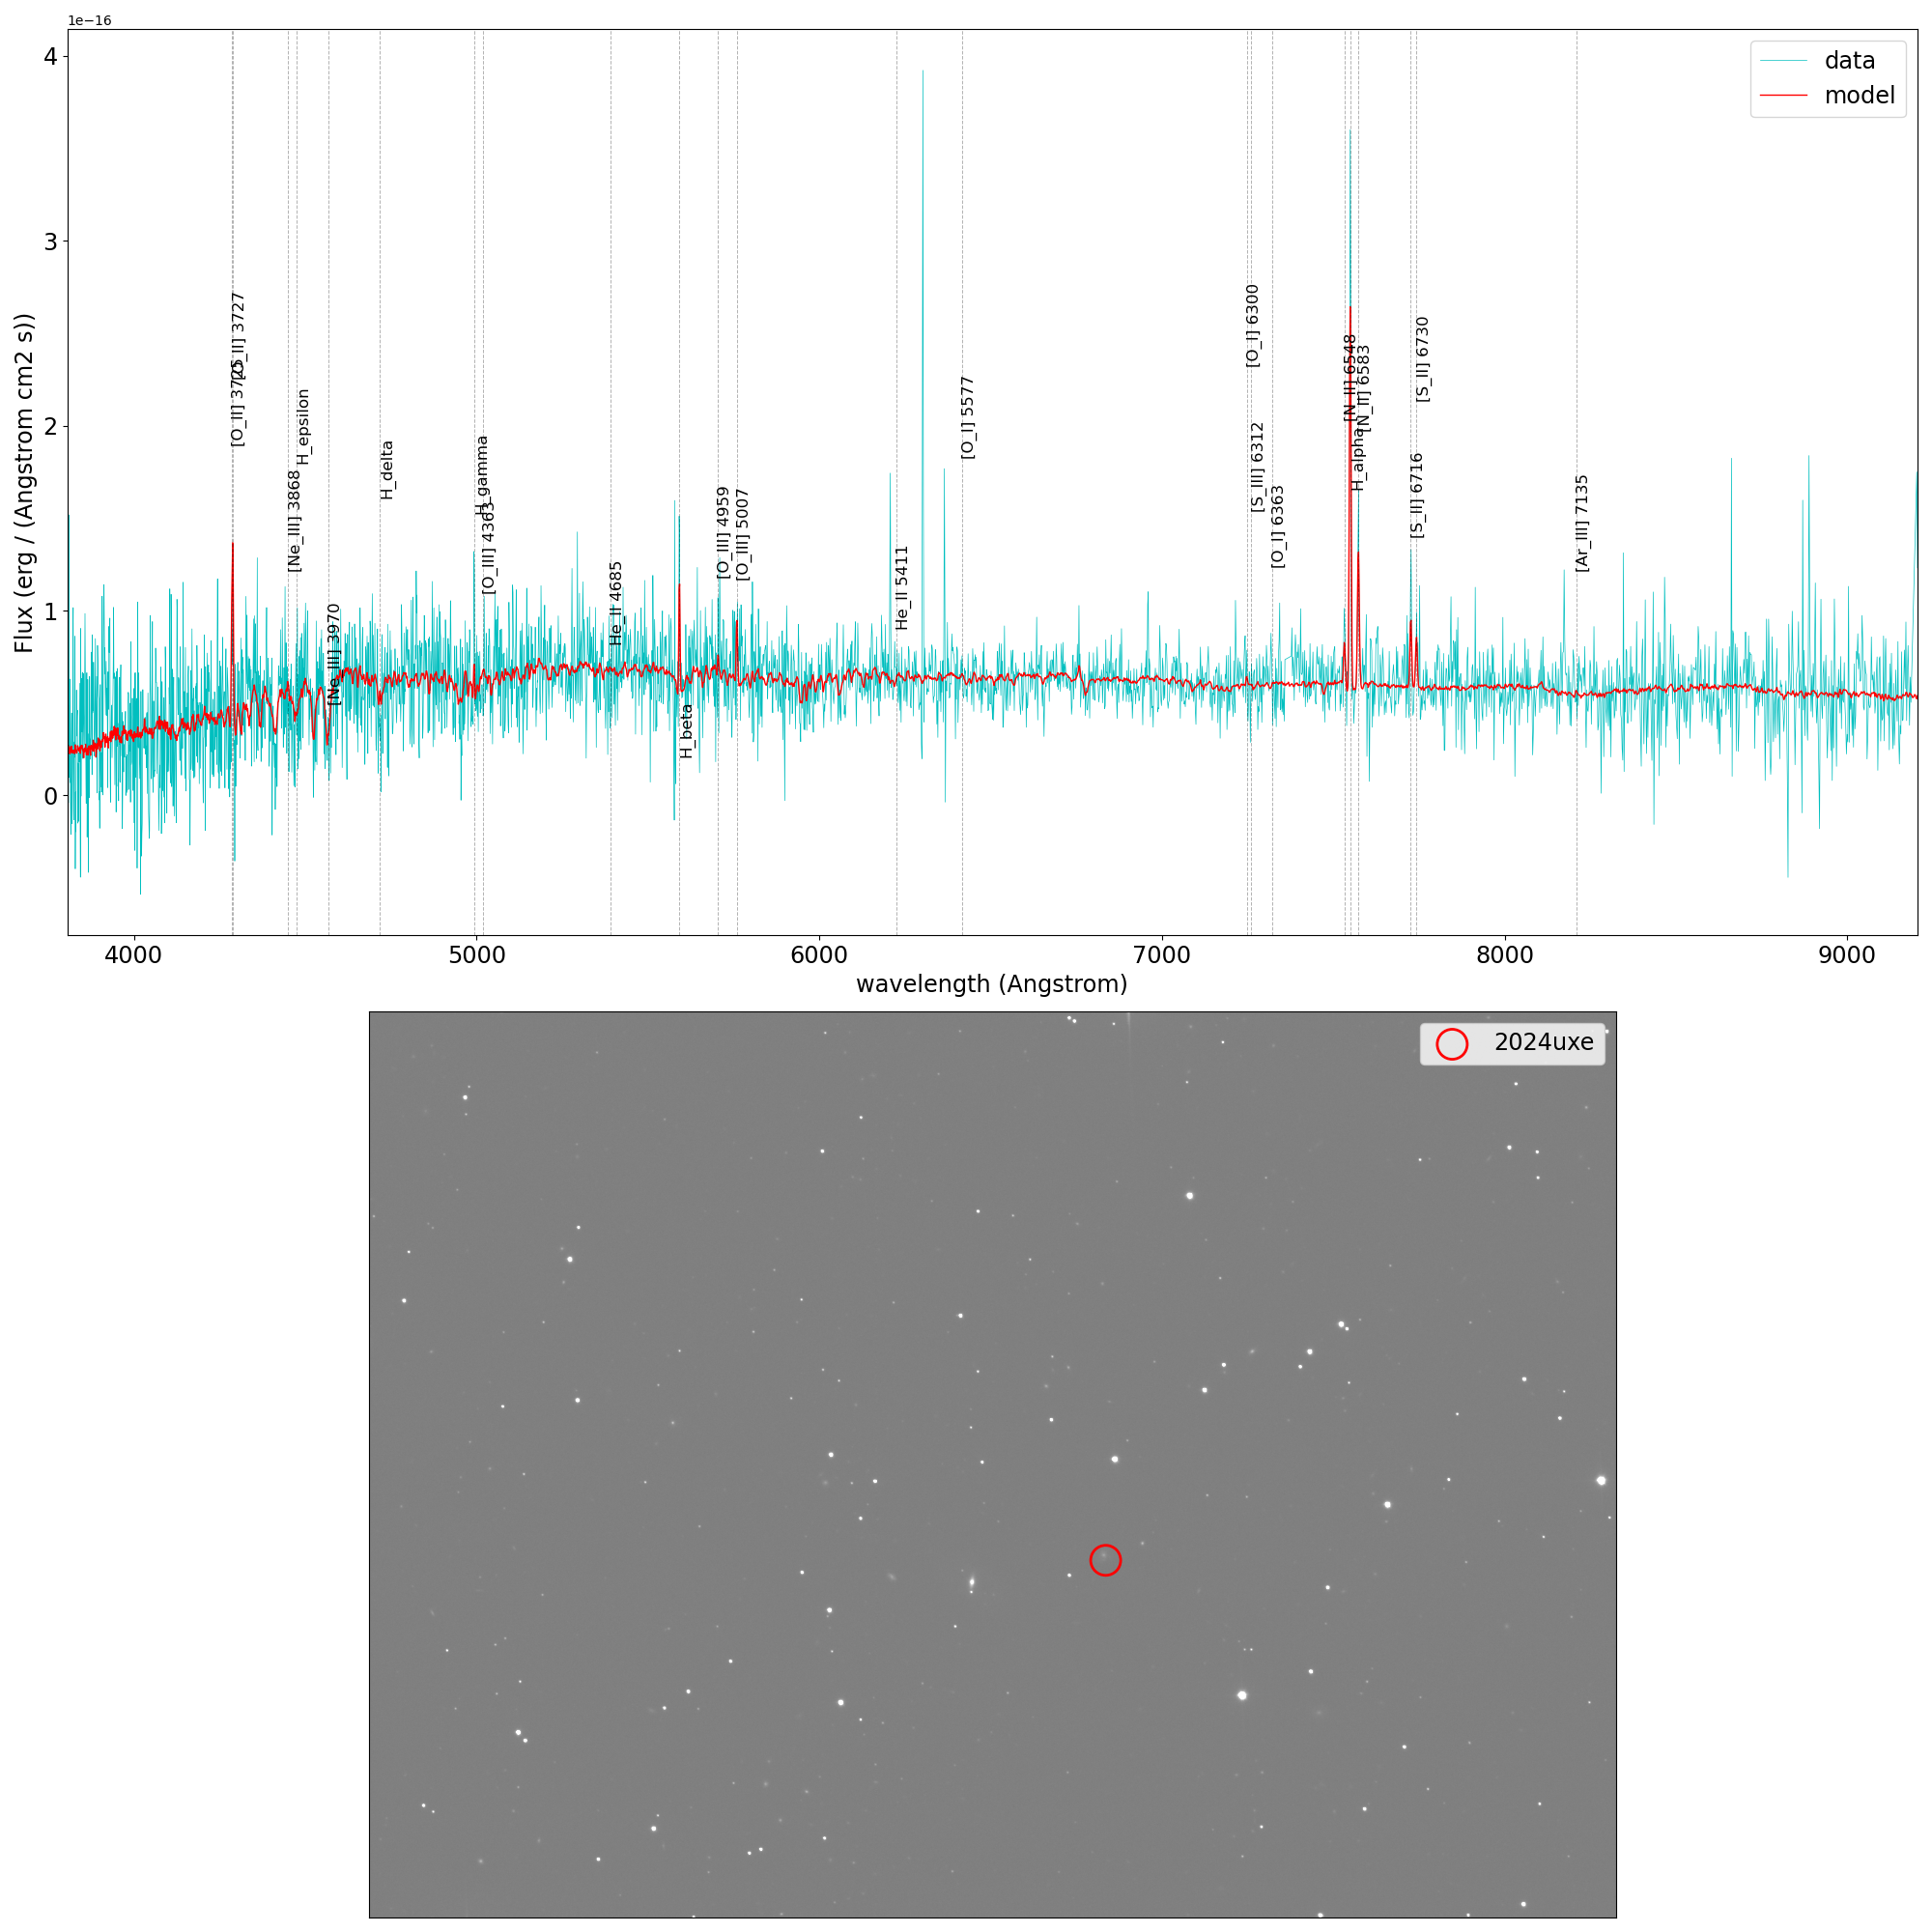 1e−16
data
model
Flux (erg / (Angstrom cm2 s))
4
3
2
1
0
[O_II] 3725
[O_II] 3727
[Ne_III] 3868
H_epsilon
[Ne_III] 3970
H_delta
H_gamma
[O_III] 4363
He_II 4685
H_beta
[O_III] 4959
[O_III] 5007
He_II 5411
[O_I] 5577
[O_I] 6300
[S_III] 6312
[O_I] 6363
[N_II] 6548
H_alpha
[N_II] 6583
[S_II] 6716
[S_II] 6730
[Ar_III] 7135
4000
5000
6000
7000
8000
9000
wavelength (Angstrom)
2024uxe